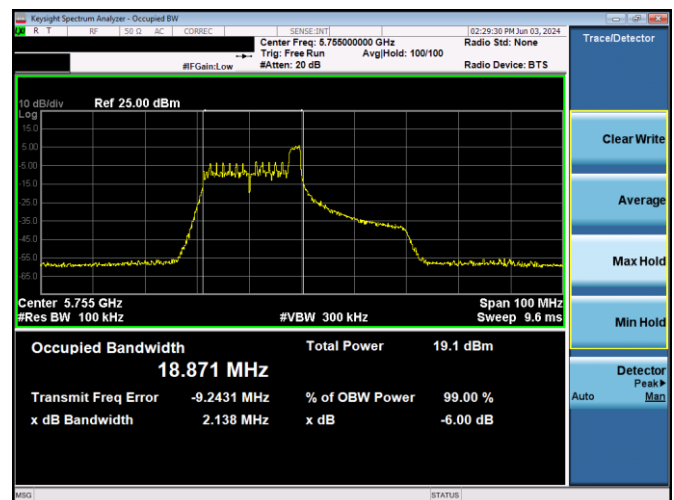 Keysight Spectrum Analyzer - Occupied BW
LXI R T RF 50 Ω AC CORREC SENSE:INT 02:29:30 PM Jun 03, 2024
Center Freq: 5.755000000 GHz Radio Std: None
Trig: Free Run Avg|Hold: 100/100
#IFGain:Low #Atten: 20 dB Radio Device: BTS
Trace/Detector
10 dB/div Ref 25.00 dBm
Log
15.0
5.00
-5.00
-15.0
-25.0
-35.0
-45.0
-55.0
-65.0
Center 5.755 GHz Span 100 MHz
#Res BW 100 kHz #VBW 300 kHz Sweep 9.6 ms
Occupied Bandwidth Total Power 19.1 dBm
18.871 MHz
Transmit Freq Error -9.2431 MHz % of OBW Power 99.00 %
x dB Bandwidth 2.138 MHz x dB -6.00 dB
Clear Write
Average
Max Hold
Min Hold
Detector
Peak▶
Auto Man
MSG STATUS